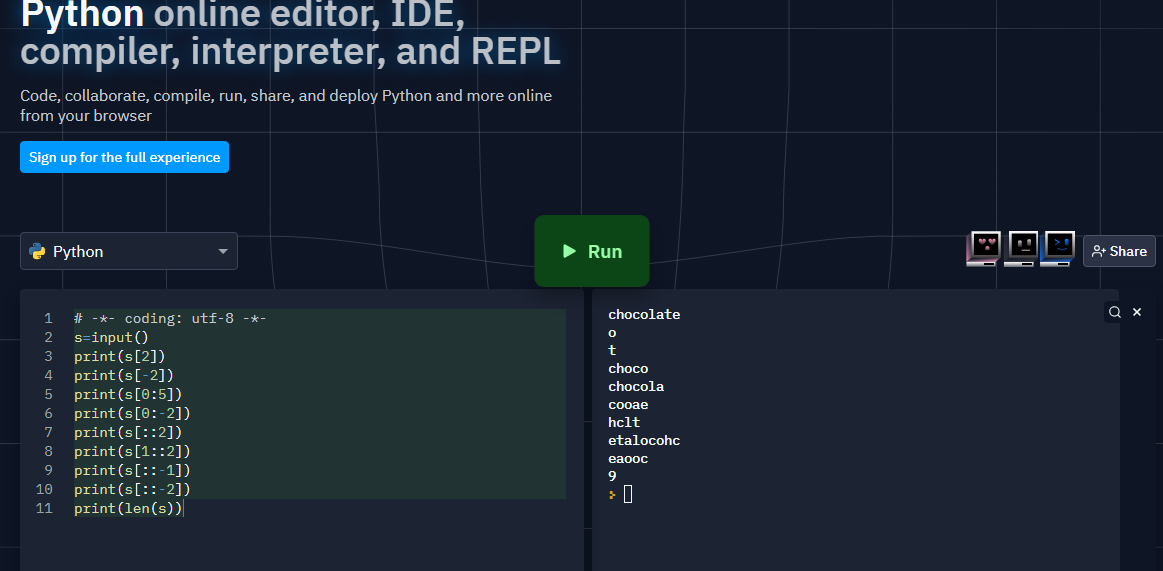 Python online editor, IDE,
compiler, interpreter, and REPL
Code, collaborate, compile, run, share, and deploy Python and more online
from your browser
Sign up for the full experience
Python
Run
Share
1 # -*- coding: utf-8 -*-
2 s=input()
3 print(s[2])
4 print(s[-2])
5 print(s[0:5])
6 print(s[0:-2])
7 print(s[::2])
8 print(s[1::2])
9 print(s[::-1])
10 print(s[::-2])
11 print(len(s))
chocolate
o
t
choco
chocola
cooae
hclt
etalocohc
eaooc
9